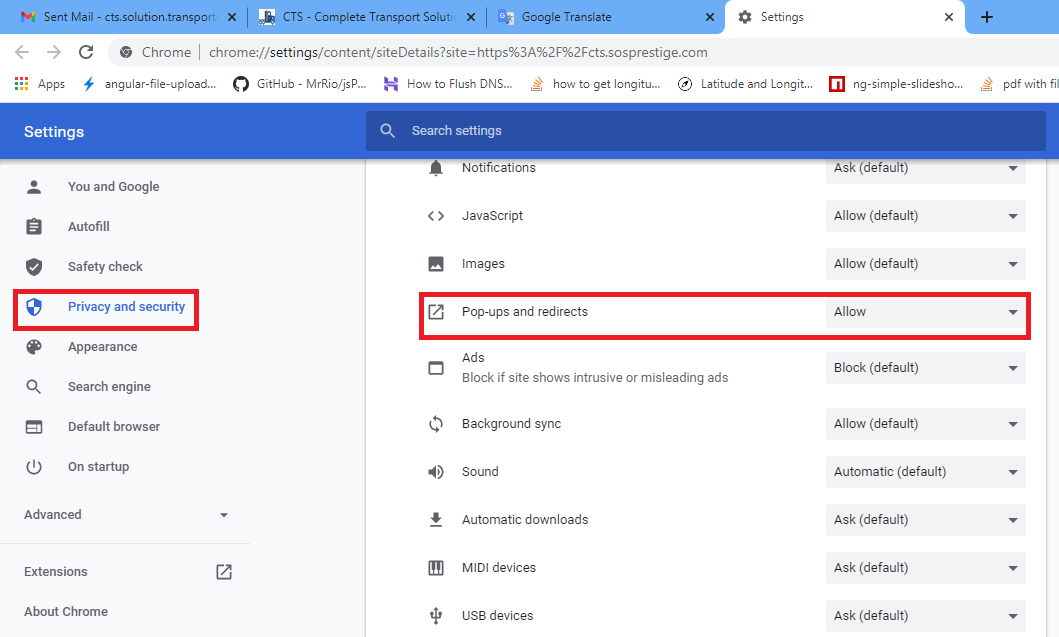 Sent Mail - cts.solution.transport
CTS - Complete Transport Soluti
Google Translate
Settings
Chrome
chrome://settings/content/siteDetails?site=https%3A%2F%2Fcts.sosprestige.com
Apps
angular-file-upload...
GitHub - MrRio/jsP...
How to Flush DNS...
how to get longitu...
Latitude and Longit...
ng-simple-slidesho...
pdf with fil
Settings
Search settings
You and Google
Autofill
Safety check
Privacy and security
Appearance
Search engine
Default browser
On startup
Advanced
Extensions
About Chrome
Notifications
Ask (default)
JavaScript
Allow (default)
Images
Allow (default)
Pop-ups and redirects
Allow
Ads
Block if site shows intrusive or misleading ads
Block (default)
Background sync
Allow (default)
Sound
Automatic (default)
Automatic downloads
Ask (default)
MIDI devices
Ask (default)
USB devices
Ask (default)